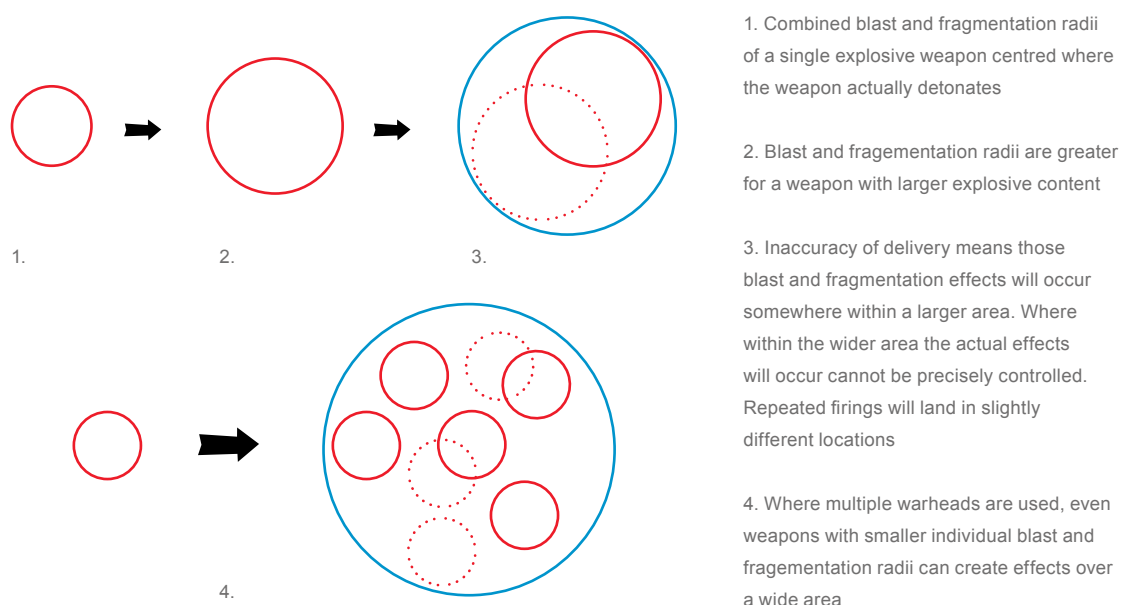 1. Combined blast and fragmentation radii
of a single explosive weapon centred where
the weapon actually detonates
2. Blast and fragementation radii are greater
for a weapon with larger explosive content
3. Inaccuracy of delivery means those
blast and fragmentation effects will occur
somewhere within a larger area. Where
within the wider area the actual effects
will occur cannot be precisely controlled.
Repeated firings will land in slightly
different locations
4. Where multiple warheads are used, even
weapons with smaller individual blast and
fragementation radii can create effects over
a wide area
1.
2.
3.
4.